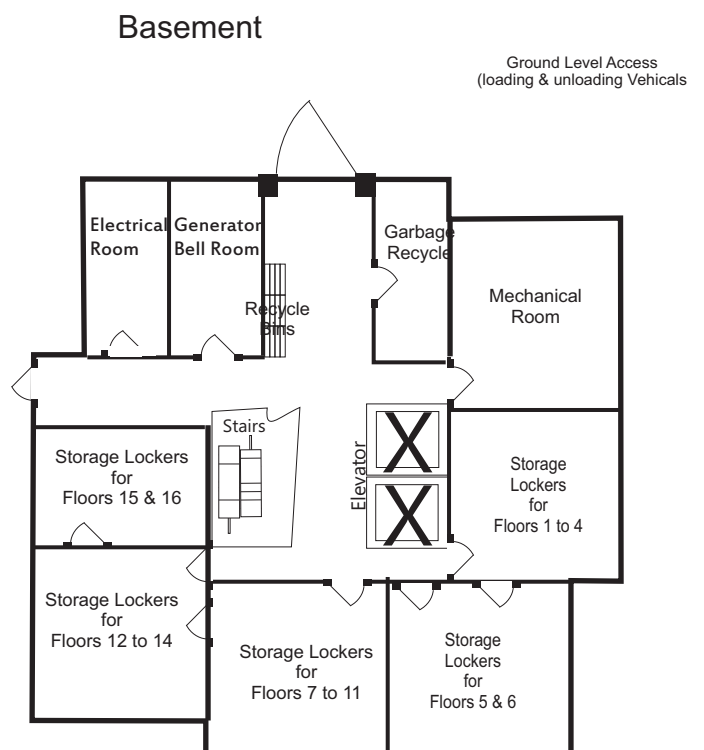 Basement
Ground Level Access
(loading & unloading Vehicals
Electrical
Room
Generator
Bell Room
Garbage
Recycle
Mechanical
Room
Recycle
Bins
Stairs
Elevator
Storage Lockers
for
Floors 15 & 16
Storage
Lockers
for
Floors 1 to 4
Storage Lockers
for
Floors 12 to 14
Storage Lockers
for
Floors 7 to 11
Storage
Lockers
for
Floors 5 & 6